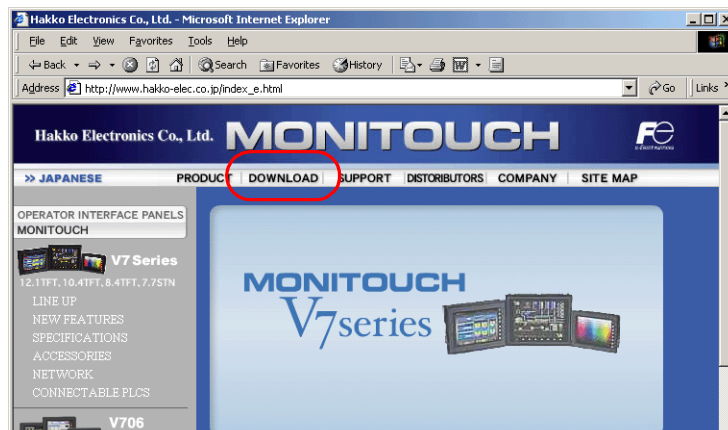 Hakko Electronics Co., Ltd. - Microsoft Internet Explorer
File Edit View Favorites Tools Help
Back Search Favorites History
Address http://www.hakko-elec.co.jp/index_e.html Go Links »
Hakko Electronics Co., Ltd. MONITOUCH
>> JAPANESE PRODUCT DOWNLOAD SUPPORT DISTORIBUTORS COMPANY SITE MAP
OPERATOR INTERFACE PANELS
MONITOUCH
V7 Series
12.1TFT, 10.4TFT, 8.4TFT, 7.7STN
LINE UP
NEW FEATURES
SPECIFICATIONS
ACCESSORIES
NETWORK
CONNECTABLE PLCS
V706
MONITOUCH
V7series